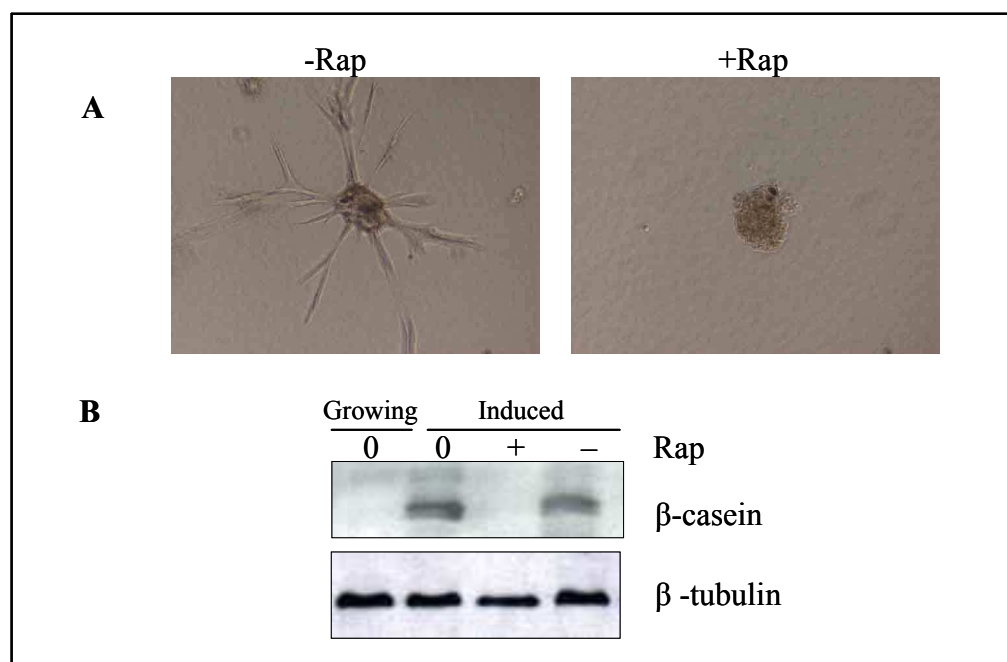 -Rap +Rap
A
B
Growing Induced
0 0 + – Rap
β-casein
β -tubulin